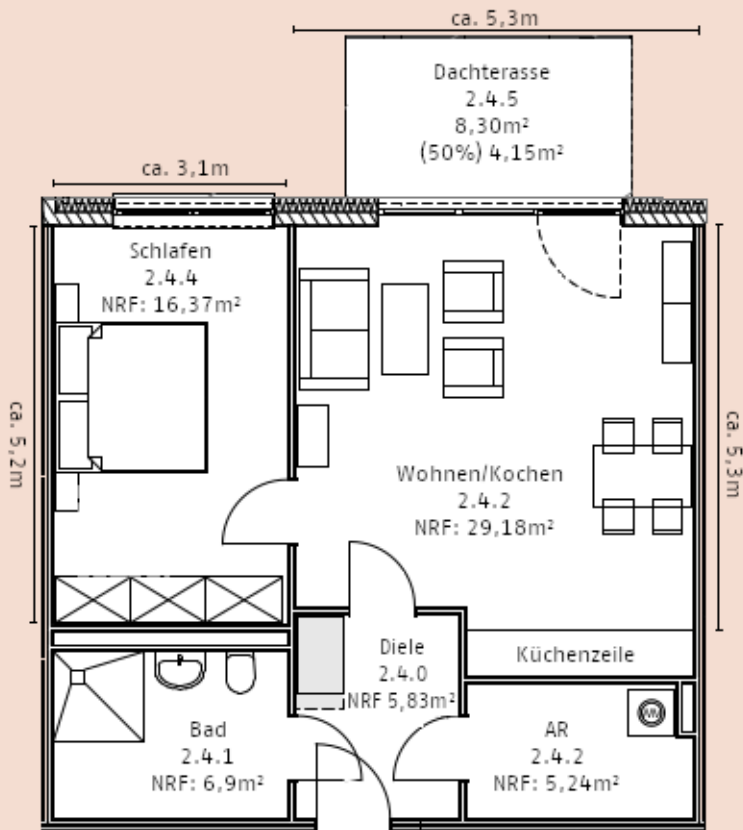 ca. 5,3m
Dachterasse
2.4.5
8,30m²
(50%) 4,15m²
ca. 3,1m
Schlafen
2.4.4
NRF: 16,37m²
ca. 5,2m
ca. 5,3m
Wohnen/Kochen
2.4.2
NRF: 29,18m²
Küchenzeile
Diele
2.4.0
NRF 5,83m²
Bad
2.4.1
NRF: 6,9m²
AR
2.4.2
NRF: 5,24m²
WM